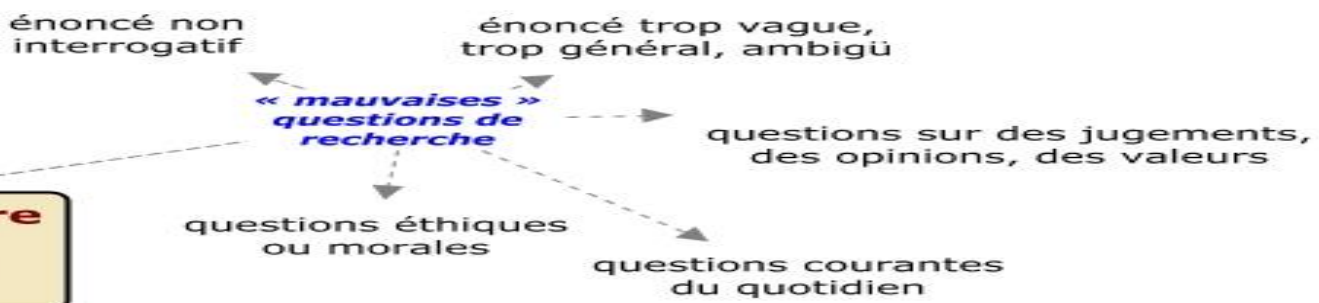 énoncé non
interrogatif
énoncé trop vague,
trop général, ambigü
« mauvaises »
questions de
recherche
questions sur des jugements,
des opinions, des valeurs
re
questions éthiques
ou morales
questions courantes
du quotidien